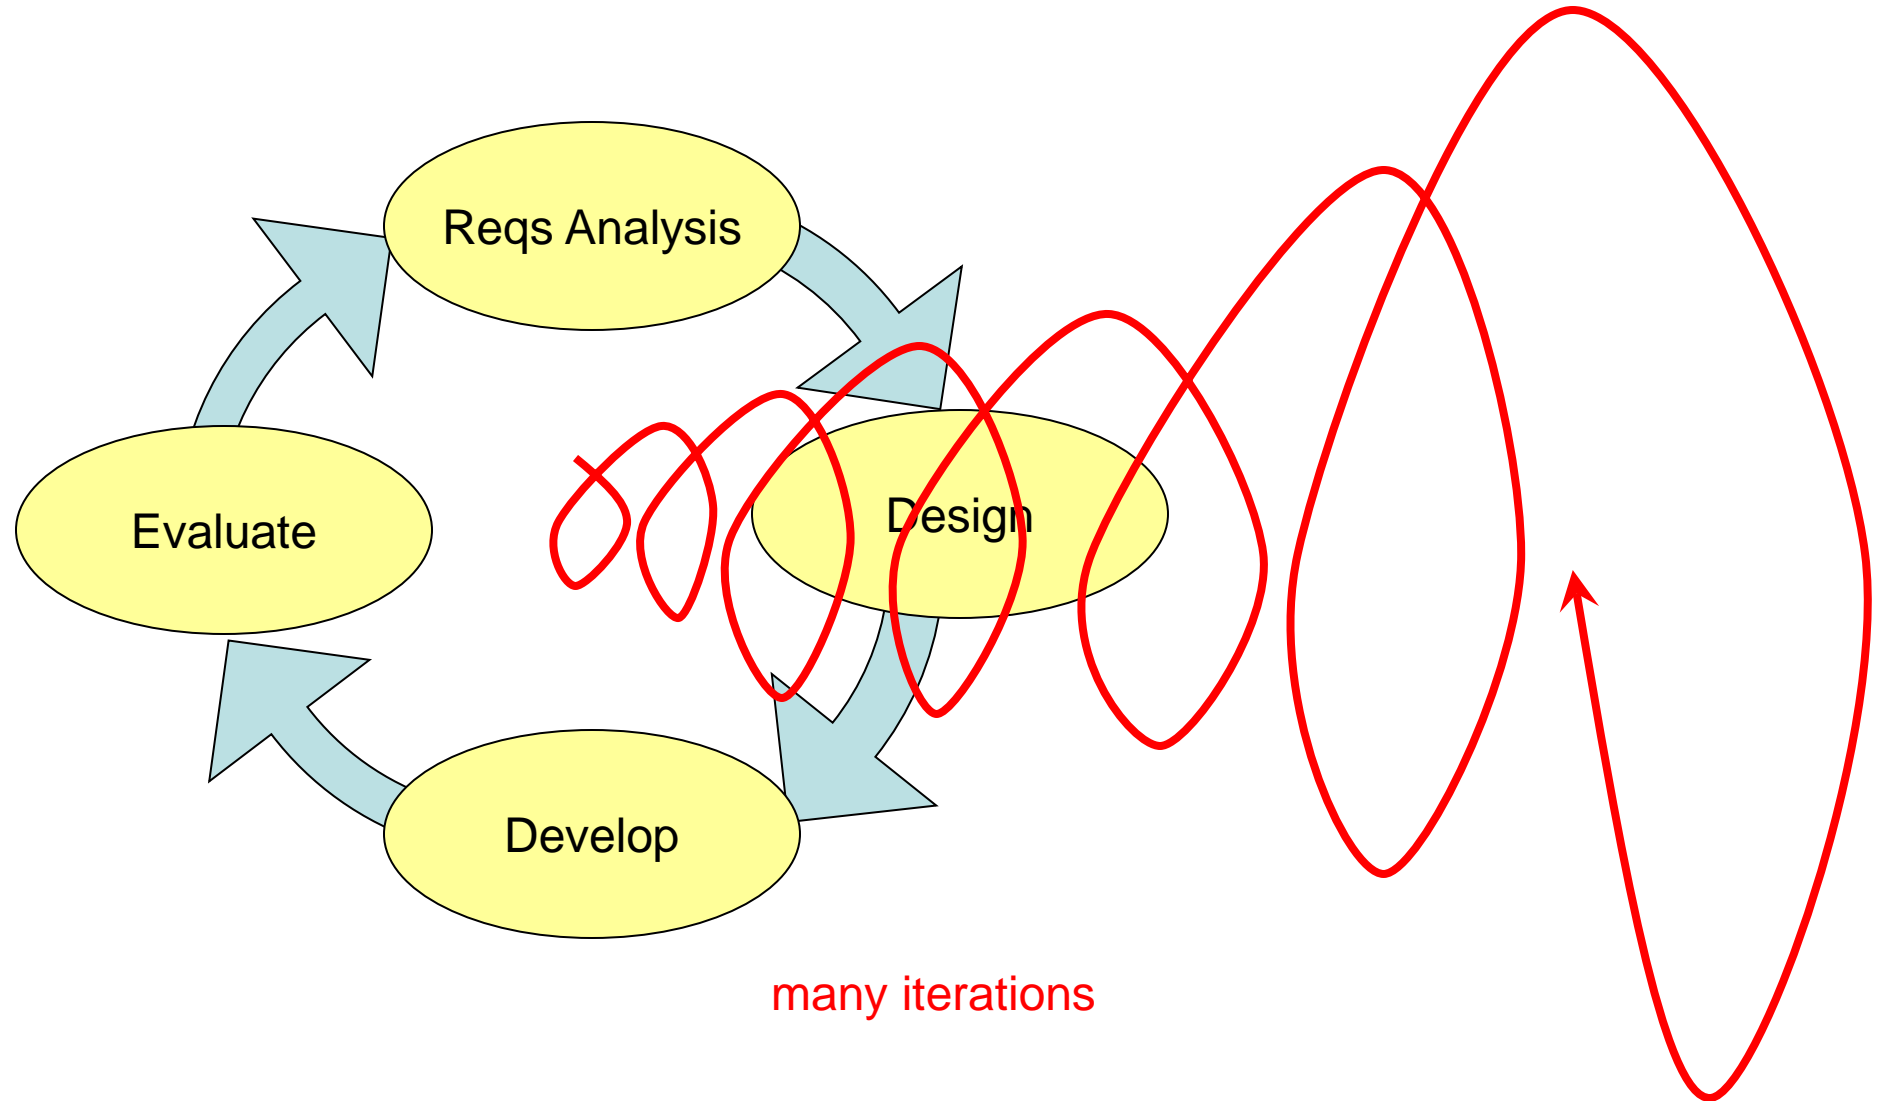 Reqs Analysis
Design
Evaluate
Develop
many iterations